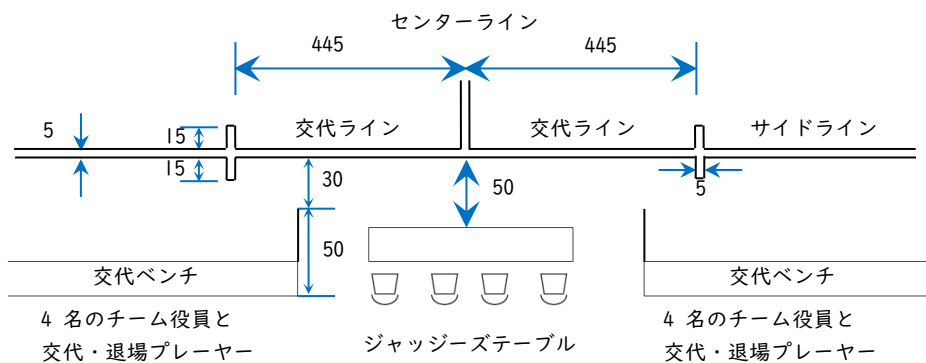 センターライン
445
445
5
15
交代ライン
交代ライン
サイドライン
15
30
50
5
50
交代ベンチ
交代ベンチ
4 名のチーム役員と
交代・退場プレーヤー
ジャッジーズテーブル
4 名のチーム役員と
交代・退場プレーヤー